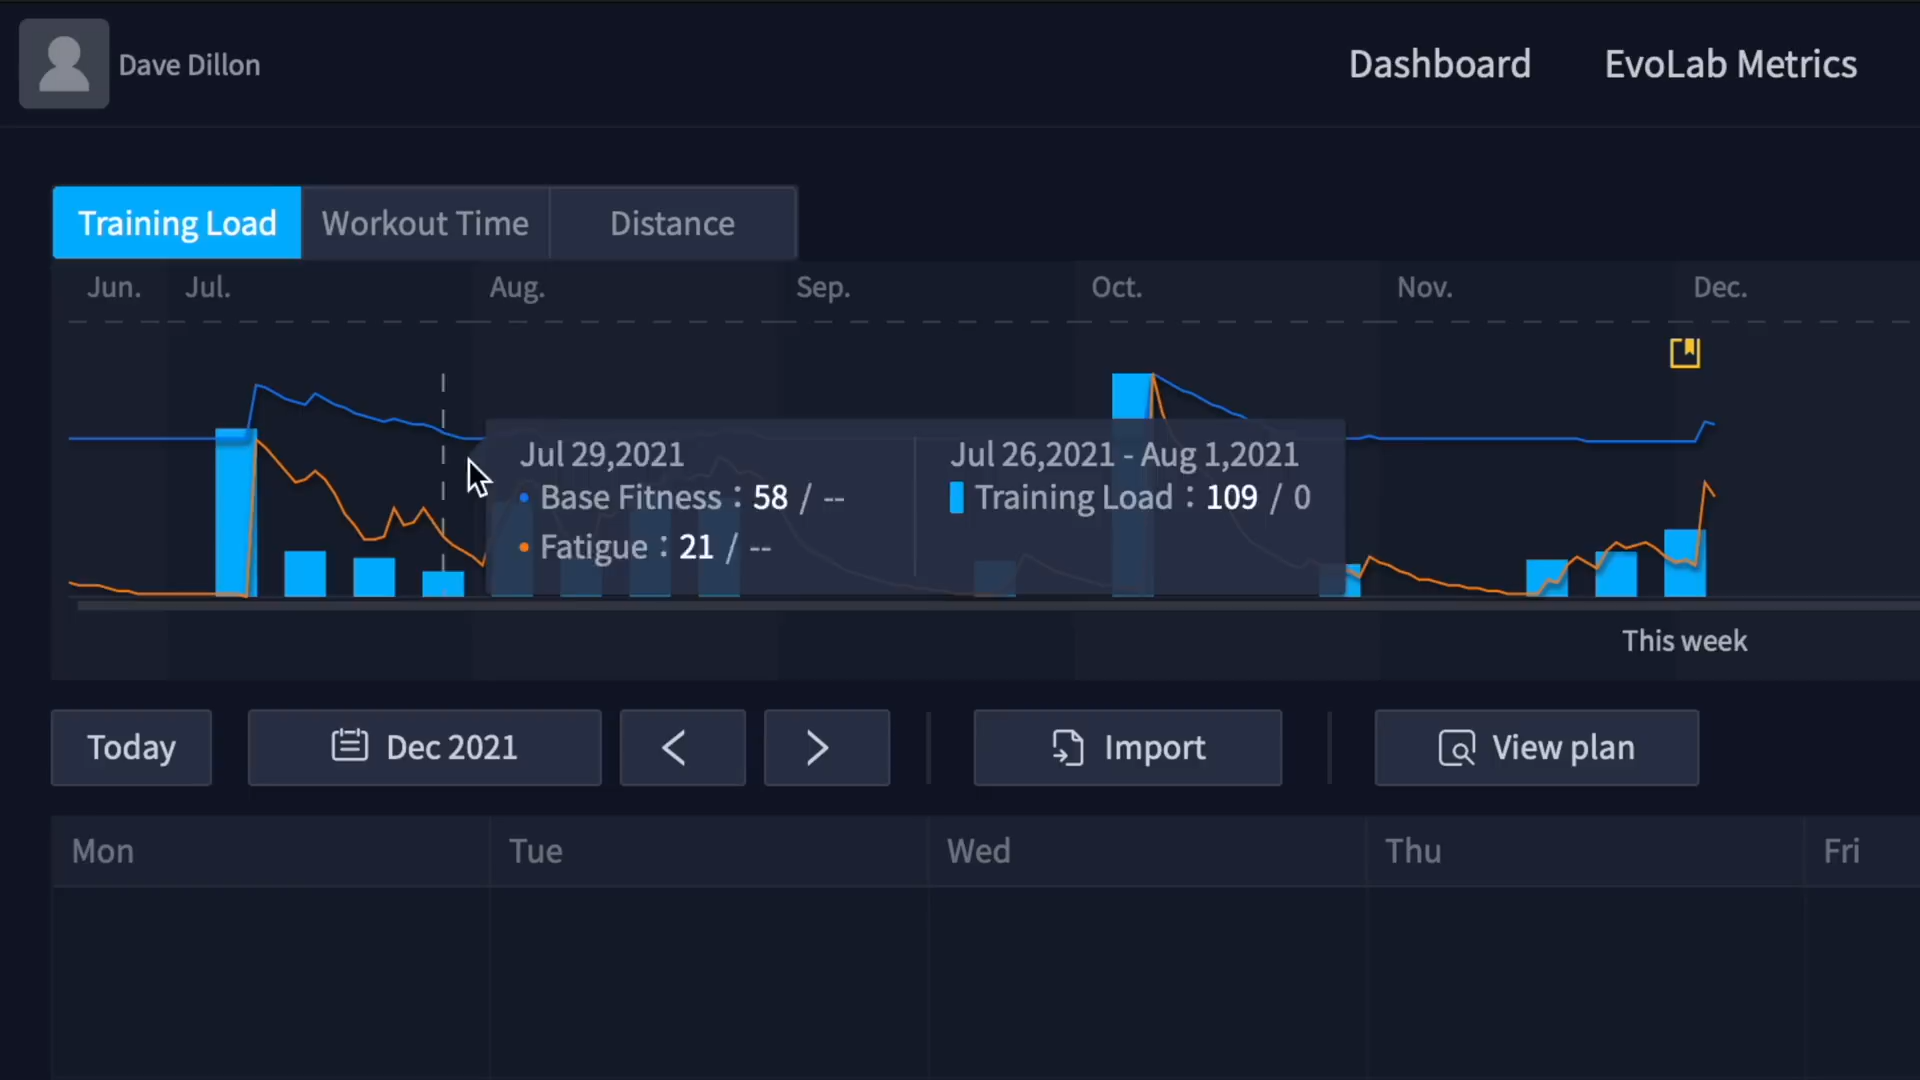 Dave Dillon
Dashboard
EvoLab Metrics
Training Load
Workout Time
Distance
Jun.
Jul.
Aug.
Sep.
Oct.
Nov.
Dec.
Jul 29,2021
Base Fitness : 58 / --
Fatigue : 21 / --
Jul 26,2021 - Aug 1,2021
Training Load : 109 / 0
This week
Today
Dec 2021
Import
View plan
Mon
Tue
Wed
Thu
Fri